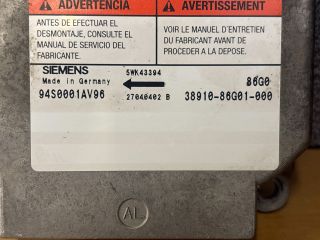 ADVERTENCIA
ANTES DE EFECTUAR EL
DESMONTAJE, CONSULTE EL
MANUAL DE SERVICIO DEL
FABRICANTE.
AVERTISSEMENT
VOIR LE MANUEL D'ENTRETIEN
DU FABRICANT AVANT DE
PROCEDER A LA DEPOSE.
SIEMENS 5WK43394 86G0
Made in Germany
94S0001AV96 27040402 B 38910-86G01-000
AL